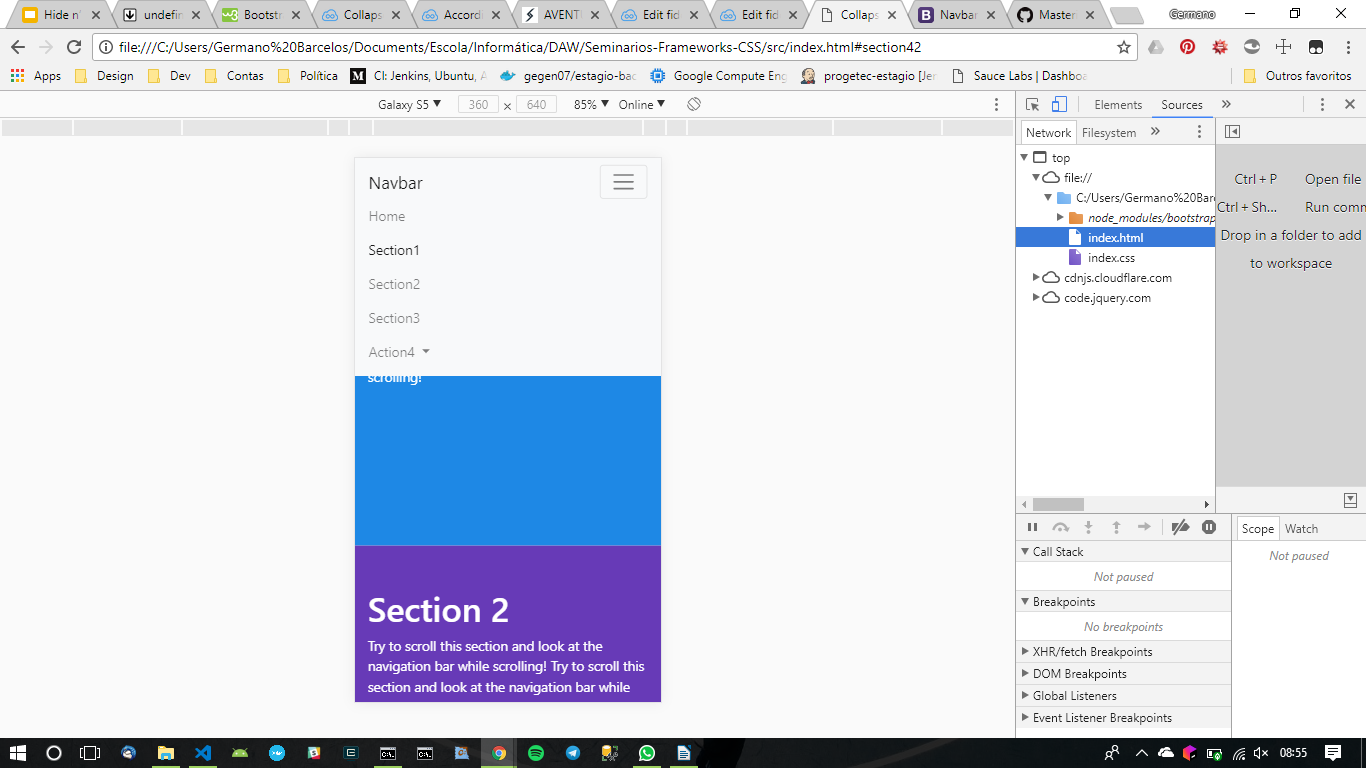 Hide n'
undefin
Bootstr
Collaps
Accord
AVENT
Edit fid
Edit fid
Collaps
Navbar
Master
Germano
file:///C:/Users/Germano%20Barcelos/Documents/Escola/Informática/DAW/Seminarios-Frameworks-CSS/src/index.html#section42
Apps
Design
Dev
Contas
Política
CI: Jenkins, Ubuntu, A
gegen07/estagio-bac
Google Compute Eng
progetec-estagio [Jen
Sauce Labs | Dashboa
Outros favoritos
Galaxy S5 ▼
360 x 640
85% ▼
Online ▼
Elements
Sources
»
Network
Filesystem
»
Navbar
Home
Section1
Section2
Section3
Action4
scrolling!
Section 2
Try to scroll this section and look at the
navigation bar while scrolling! Try to scroll this
section and look at the navigation bar while
top
file://
C:/Users/Germano%20Barc
node_modules/bootstrap
index.html
index.css
cdnjs.cloudflare.com
code.jquery.com
Ctrl + P Open file
Ctrl + Sh... Run comm
Drop in a folder to add
to workspace
Call Stack
Not paused
Breakpoints
No breakpoints
XHR/fetch Breakpoints
DOM Breakpoints
Global Listeners
Event Listener Breakpoints
Scope
Watch
Not paused
08:55